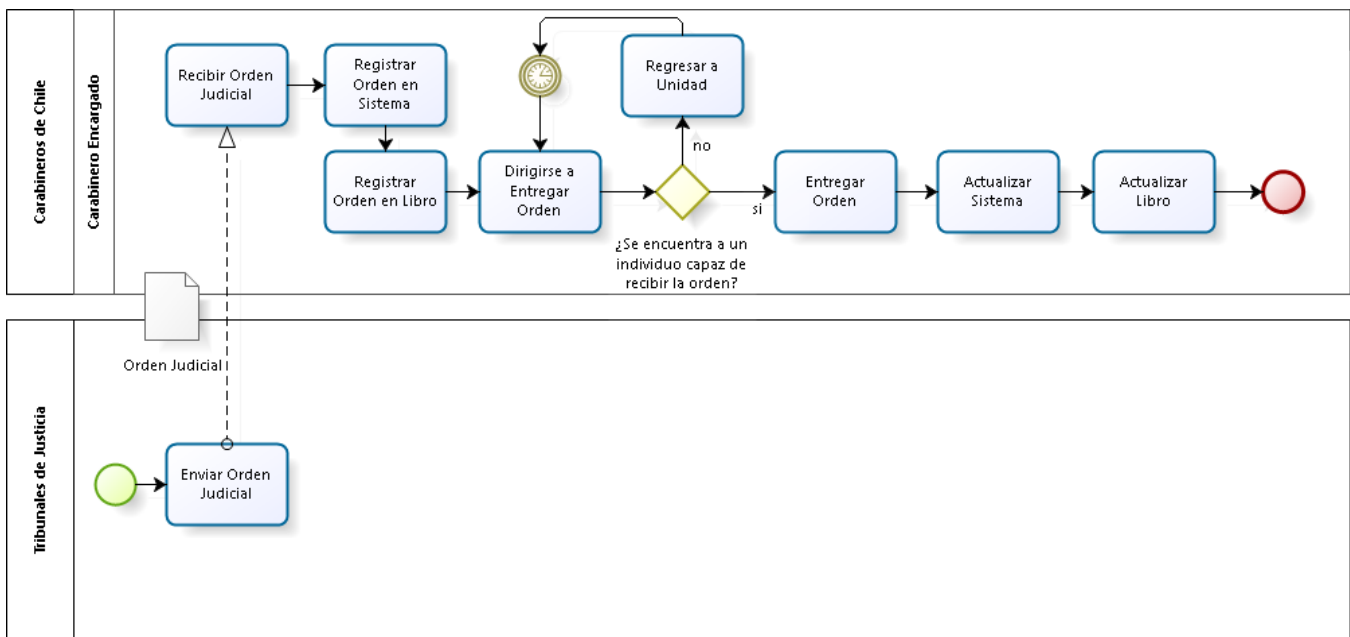 Carabineros de Chile
Carabinero Encargado
Recibir Orden
Judicial
Registrar
Orden en
Sistema
Regresar a
Unidad
no
Registrar
Orden en Libro
Dirigirse a
Entregar
Orden
si
¿Se encuentra a un
individuo capaz de
recibir la orden?
Entregar
Orden
Actualizar
Sistema
Actualizar
Libro
Orden Judicial
Tribunales de Justicia
Enviar Orden
Judicial